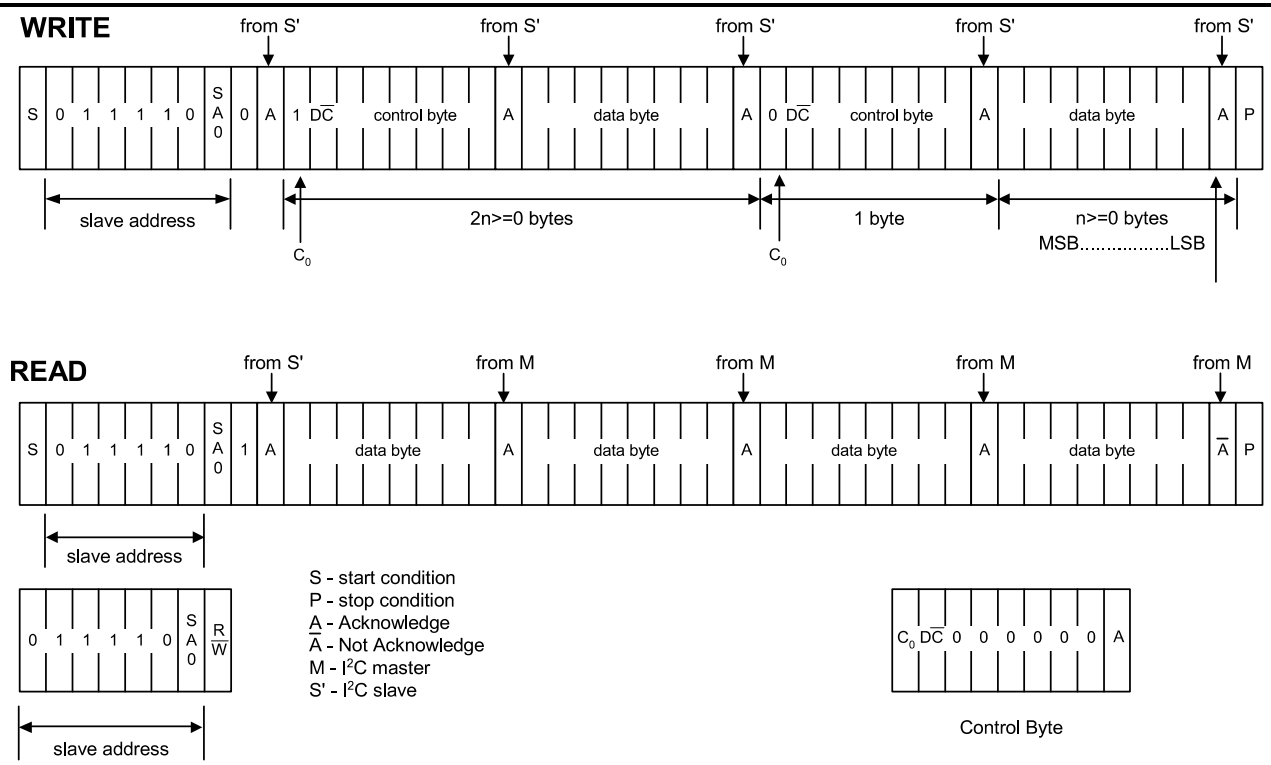 WRITE
from S' from S' from S' from S' from S'
S 0 1 1 1 1 0 SA0 0 A 1 DC̅ control byte A data byte A 0 DC̅ control byte A data byte A P
slave address 2n>=0 bytes 1 byte n>=0 bytes
MSB..................LSB
C₀ C₀
READ
from S' from M from M from M from M
S 0 1 1 1 1 0 SA0 1 A data byte A data byte A data byte A data byte A̅ P
slave address
0 1 1 1 1 0 SA0 R/W̅
slave address
S - start condition
P - stop condition
A - Acknowledge
A̅ - Not Acknowledge
M - I²C master
S' - I²C slave
C₀ DC̅ 0 0 0 0 0 0 A
Control Byte